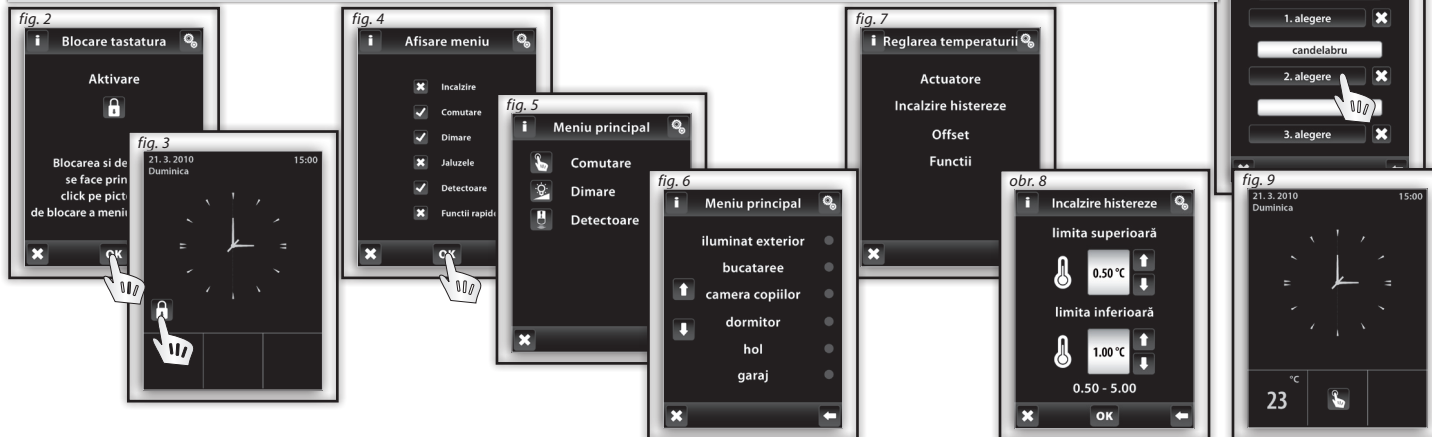 fig. 2
i Blocare tastatura
Aktivare
Blocarea si de
se face prin
click pe pict
de blocare a meni
OK
fig. 3
21. 3. 2010 15:00
Duminica
fig. 4
i Afisare meniu
Incalzire
Comutare
Dimare
Jaluzele
Detectoare
Functii rapide
OK
fig. 5
i Meniu principal
Comutare
Dimare
Detectoare
fig. 6
i Meniu principal
iluminat exterior
bucataree
camera copiilor
dormitor
hol
garaj
fig. 7
i Reglarea temperaturii
Actuatore
Incalzire histereze
Offset
Functii
obr. 8
i Incalzire histereze
limita superioară
0.50 °C
limita inferioară
1.00 °C
0.50 - 5.00
OK
1. alegere
candelabru
2. alegere
3. alegere
fig. 9
21. 3. 2010 15:00
Duminica
23 °C